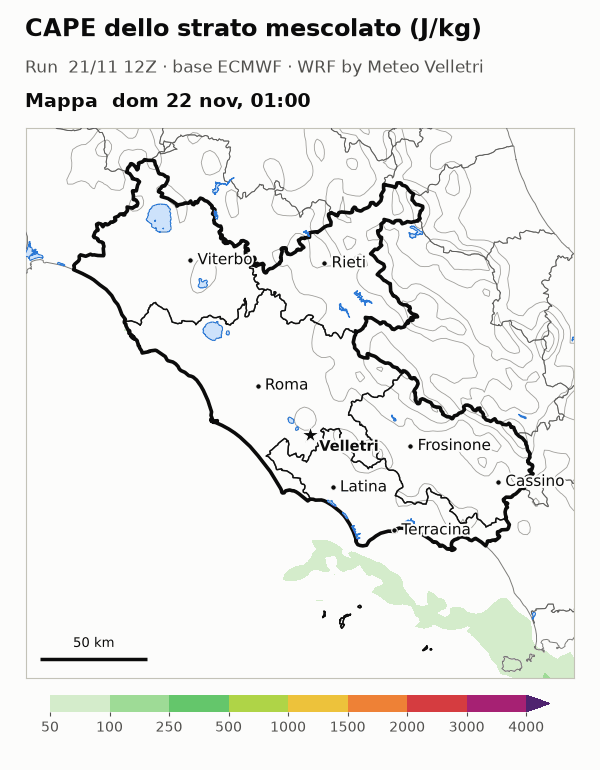 CAPE dello strato mescolato (J/kg)
Run  21/11 12Z · base ECMWF · WRF by Meteo Velletri
Mappa  dom 22 nov, 01:00
Viterbo
Rieti
Roma
Velletri
Frosinone
Cassino
Latina
Terracina
50 km
50 100 250 500 1000 1500 2000 3000 4000